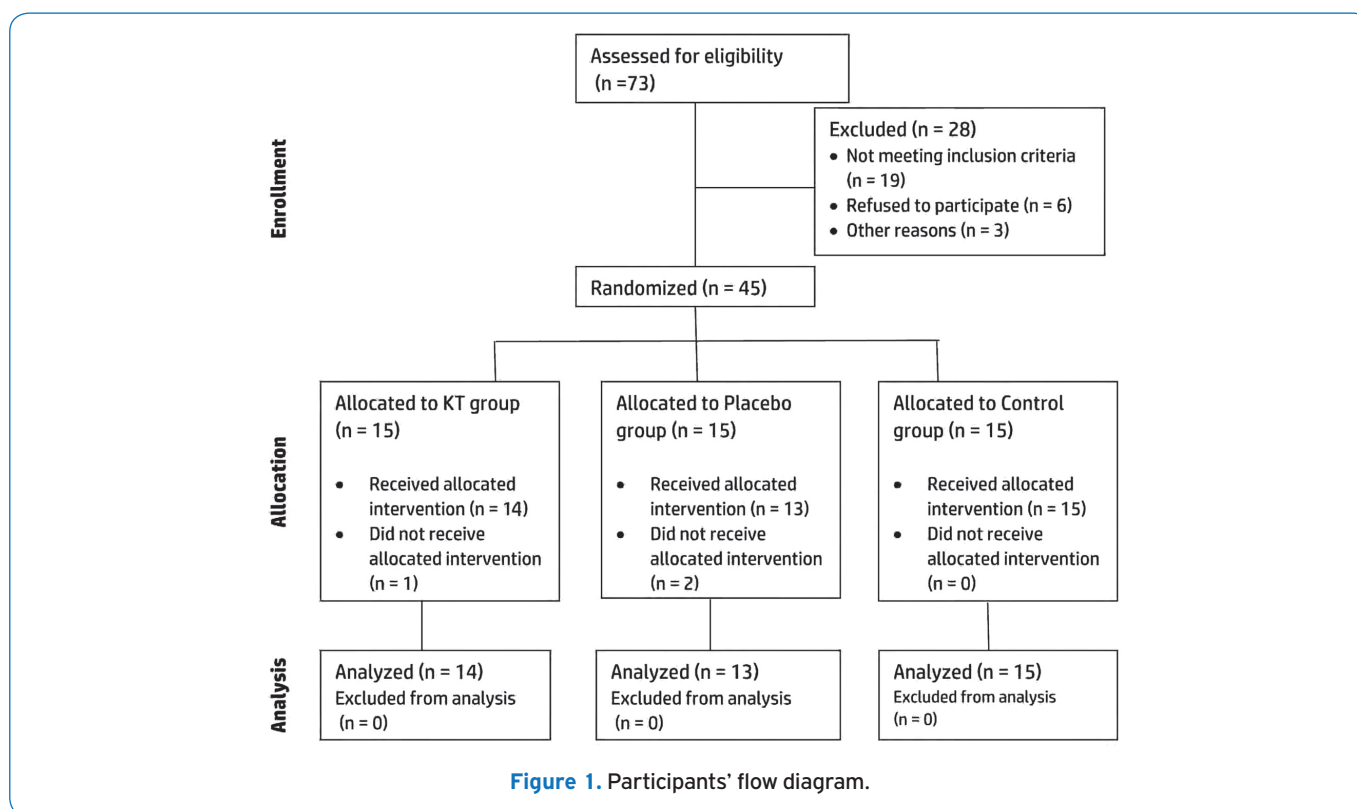 Assessed for eligibility
(n =73)
Enrollment
Excluded (n = 28)
• Not meeting inclusion criteria
(n = 19)
• Refused to participate (n = 6)
• Other reasons (n = 3)
Randomized (n = 45)
Allocation
Allocated to KT group
(n = 15)
• Received allocated
intervention (n = 14)
• Did not receive
allocated intervention
(n = 1)
Allocated to Placebo
group (n = 15)
• Received allocated
intervention (n = 13)
• Did not receive
allocated intervention
(n = 2)
Allocated to Control
group (n = 15)
• Received allocated
intervention (n = 15)
• Did not receive
allocated intervention
(n = 0)
Analysis
Analyzed (n = 14)
Excluded from analysis
(n = 0)
Analyzed (n = 13)
Excluded from analysis
(n = 0)
Analyzed (n = 15)
Excluded from analysis
(n = 0)
Figure 1. Participants' flow diagram.